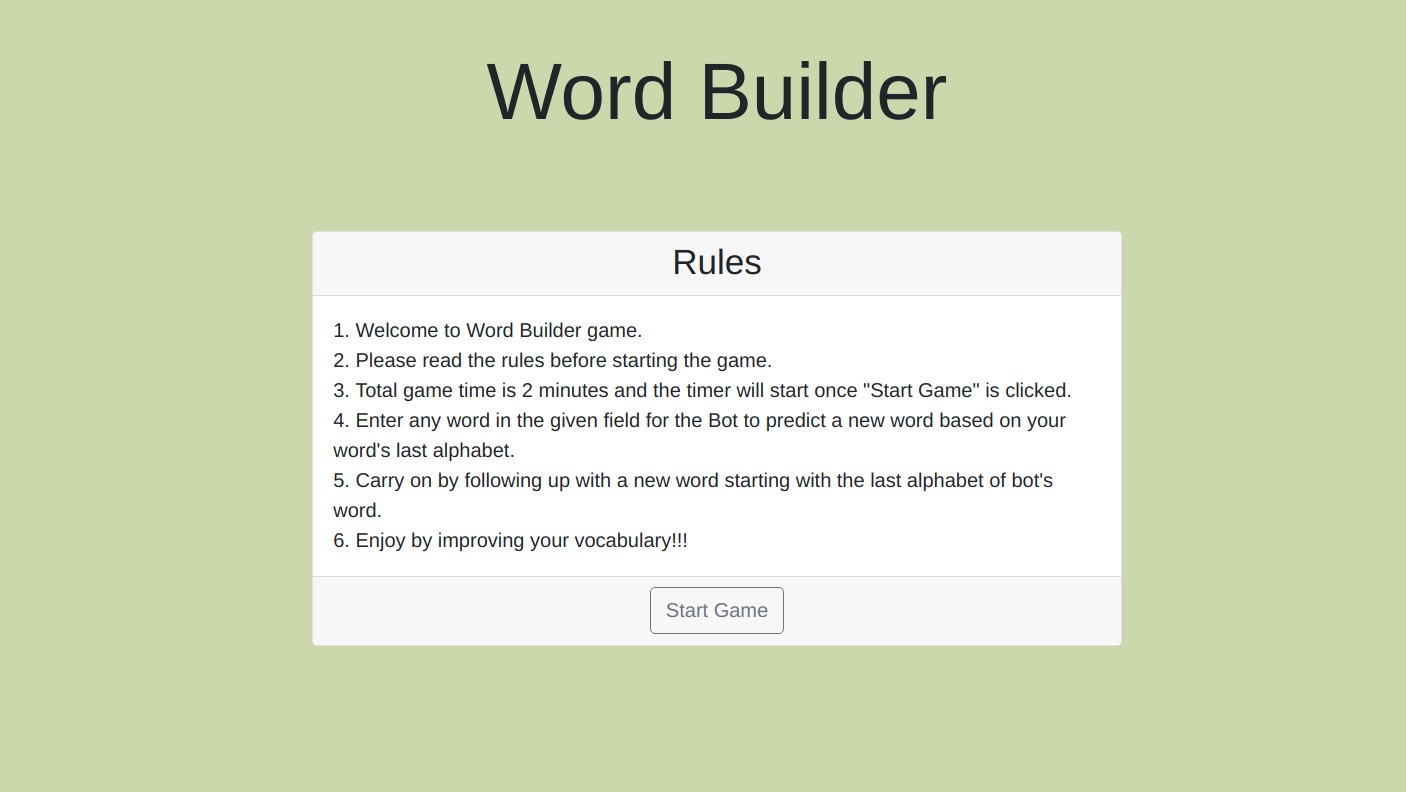 Word Builder
Rules
1. Welcome to Word Builder game.
2. Please read the rules before starting the game.
3. Total game time is 2 minutes and the timer will start once "Start Game" is clicked.
4. Enter any word in the given field for the Bot to predict a new word based on your
word's last alphabet.
5. Carry on by following up with a new word starting with the last alphabet of bot's
word.
6. Enjoy by improving your vocabulary!!!
Start Game